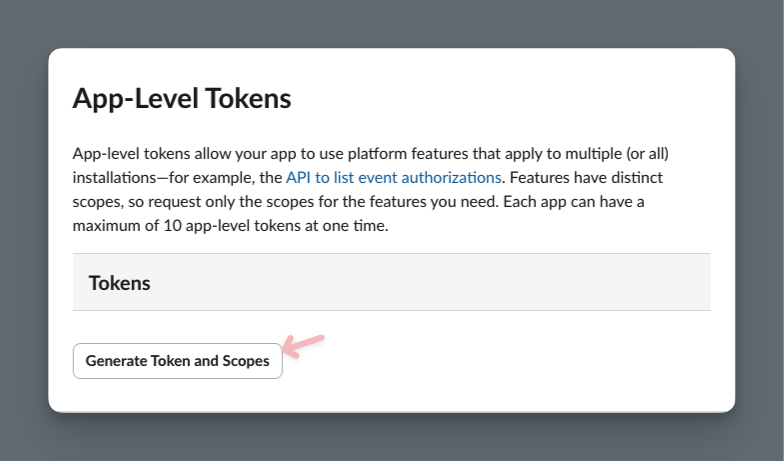 App-Level Tokens
App-level tokens allow your app to use platform features that apply to multiple (or all)
installations—for example, the API to list event authorizations. Features have distinct
scopes, so request only the scopes for the features you need. Each app can have a
maximum of 10 app-level tokens at one time.
Tokens
Generate Token and Scopes